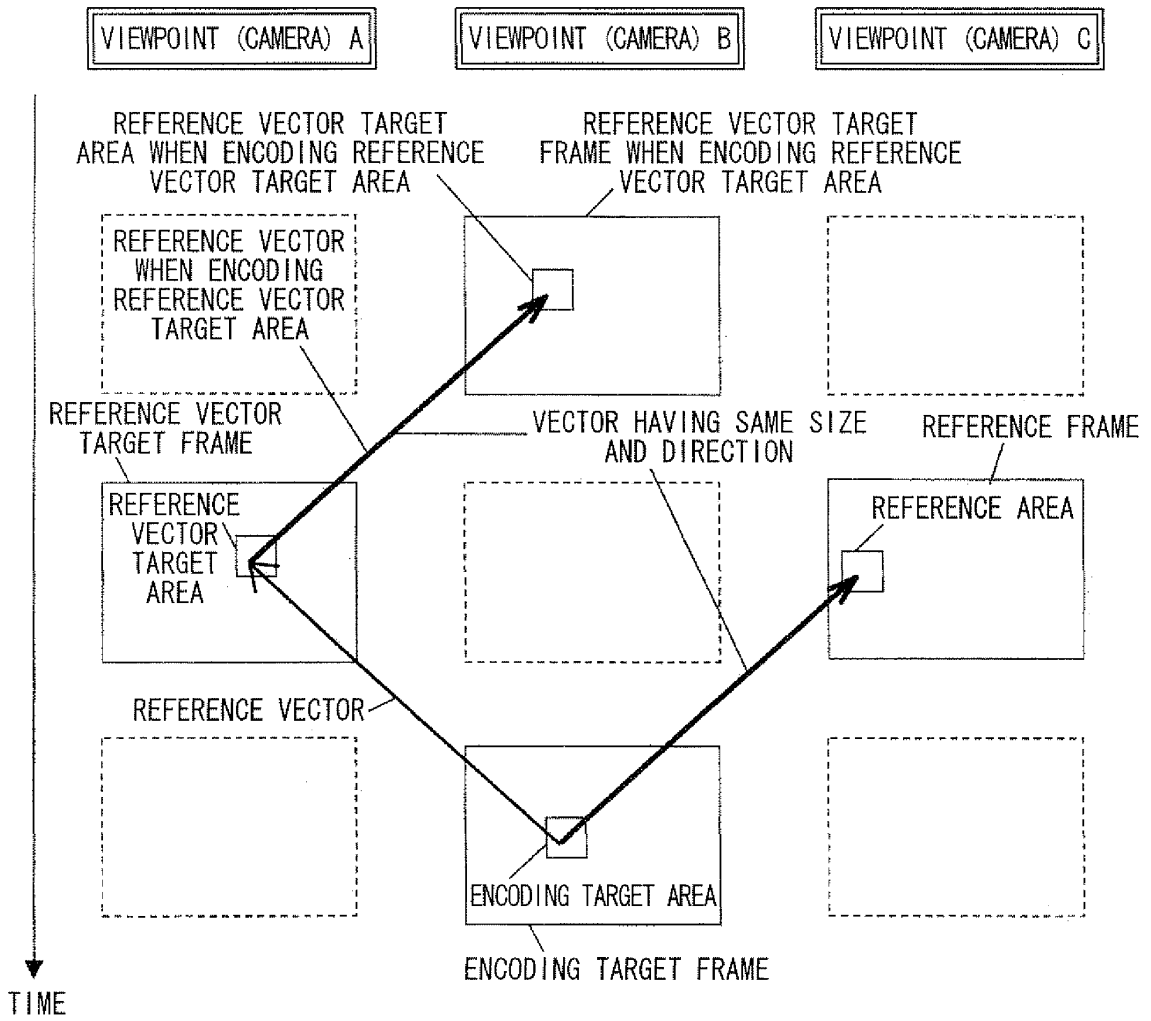 VIEWPOINT (CAMERA) A
VIEWPOINT (CAMERA) B
VIEWPOINT (CAMERA) C
REFERENCE VECTOR TARGET
AREA WHEN ENCODING REFERENCE
VECTOR TARGET AREA
REFERENCE VECTOR TARGET
FRAME WHEN ENCODING REFERENCE
VECTOR TARGET AREA
REFERENCE VECTOR
WHEN ENCODING
REFERENCE VECTOR
TARGET AREA
REFERENCE VECTOR
TARGET FRAME
VECTOR HAVING SAME SIZE
AND DIRECTION
REFERENCE FRAME
REFERENCE
VECTOR
TARGET
AREA
REFERENCE AREA
REFERENCE VECTOR
ENCODING TARGET AREA
ENCODING TARGET FRAME
TIME